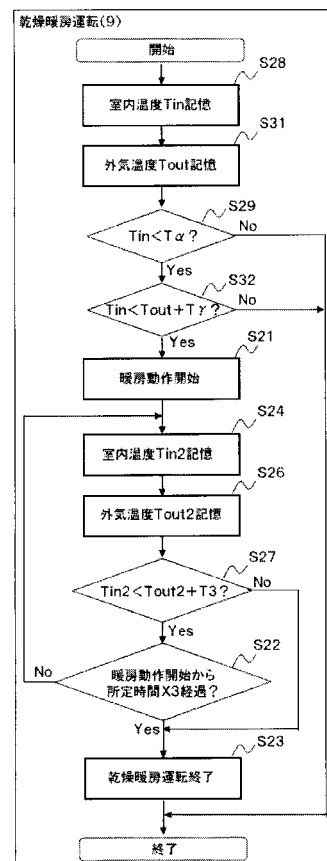 乾燥暖房運転(9)
開始
S28
室内温度Tin記憶
S31
外気温度Tout記憶
S29
Tin<Tα?
No
Yes
S32
Tin<Tout+Tγ?
No
Yes
S21
暖房動作開始
S24
室内温度Tin2記憶
S26
外気温度Tout2記憶
S27
Tin2<Tout2+T3?
No
Yes
S22
暖房動作開始から
所定時間X3経過?
No
Yes
S23
乾燥暖房運転終了
終了